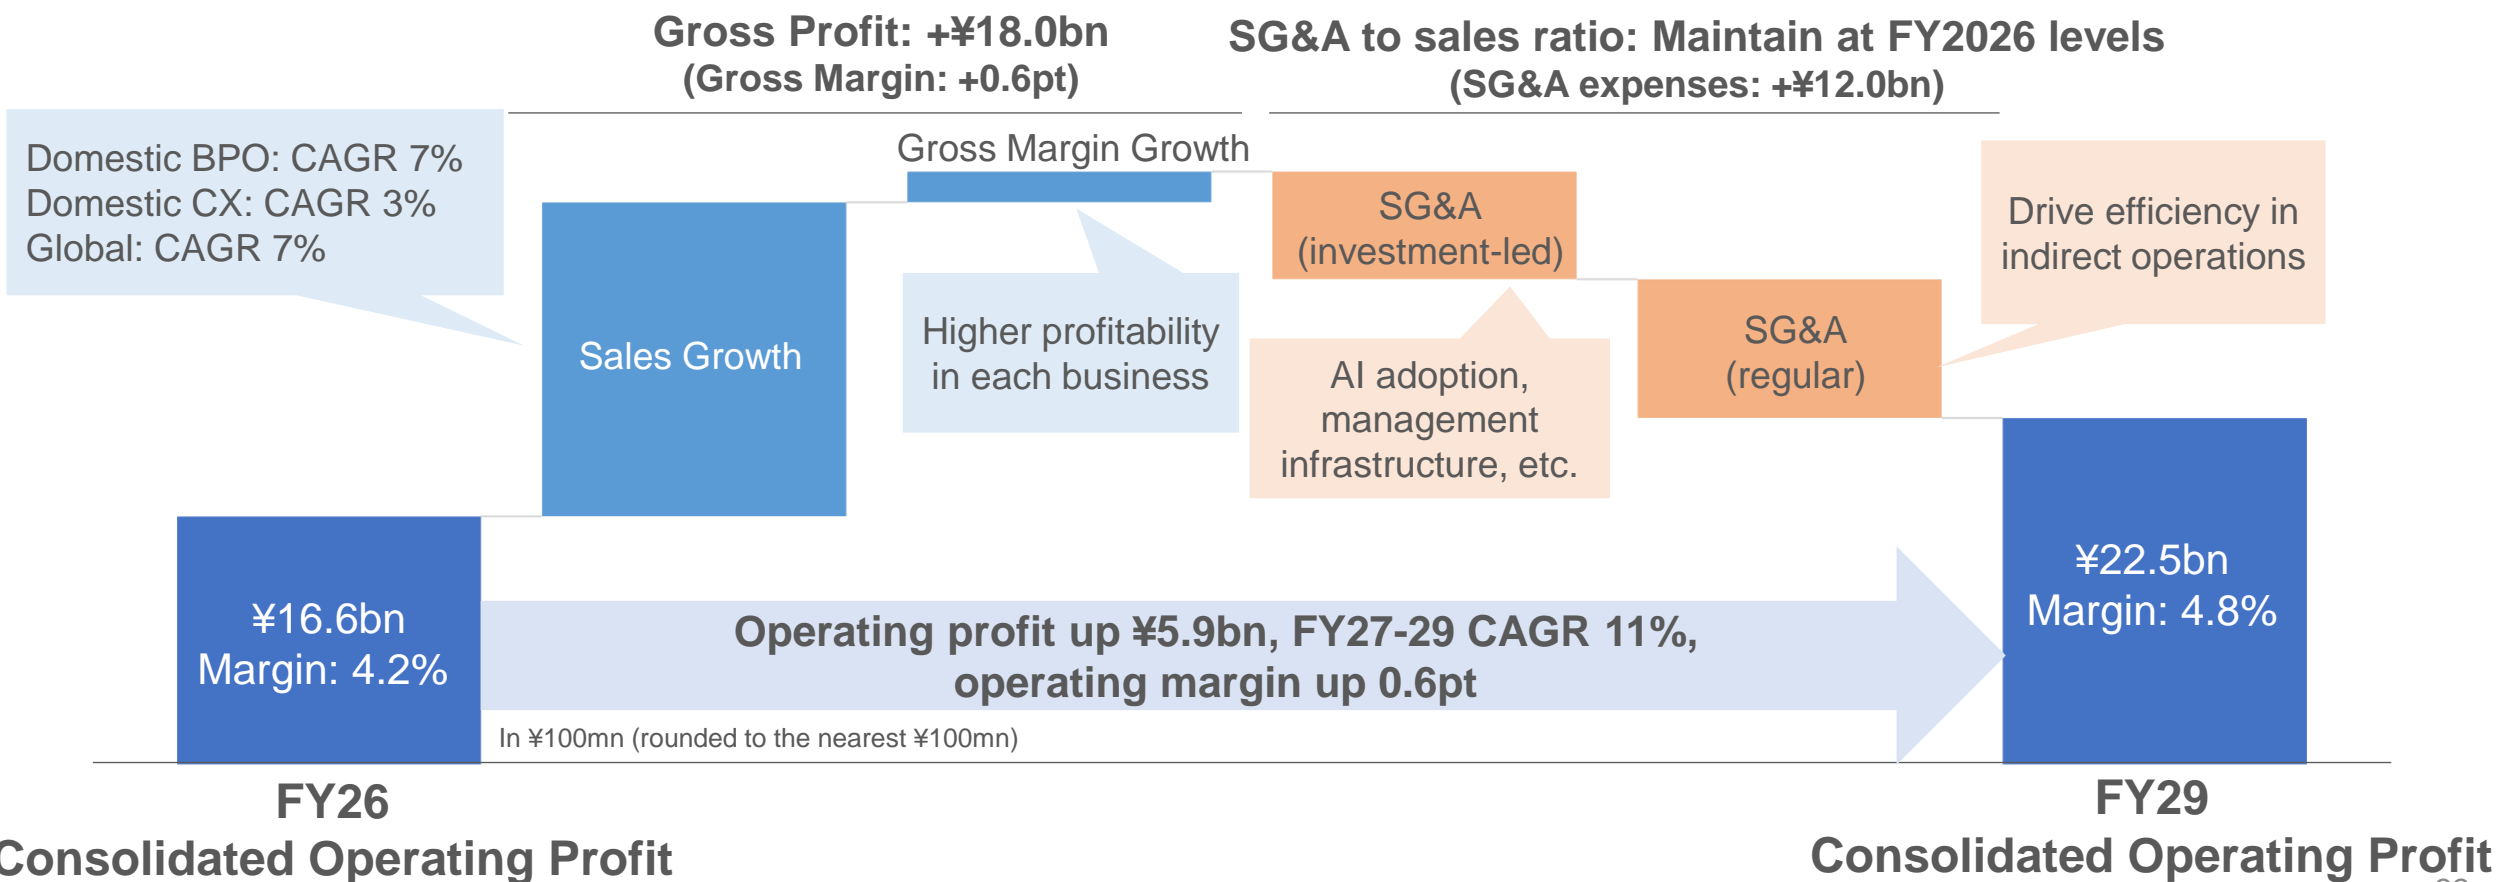 Gross Profit: +¥18.0bn
(Gross Margin: +0.6pt)
SG&A to sales ratio: Maintain at FY2026 levels
(SG&A expenses: +¥12.0bn)
Domestic BPO: CAGR 7%
Domestic CX: CAGR 3%
Global: CAGR 7%
Sales Growth
Gross Margin Growth
Higher profitability
in each business
SG&A
(investment-led)
AI adoption,
management
infrastructure, etc.
SG&A
(regular)
Drive efficiency in
indirect operations
¥16.6bn
Margin: 4.2%
Operating profit up ¥5.9bn, FY27-29 CAGR 11%,
operating margin up 0.6pt
¥22.5bn
Margin: 4.8%
In ¥100mn (rounded to the nearest ¥100mn)
FY26
Consolidated Operating Profit
FY29
Consolidated Operating Profit